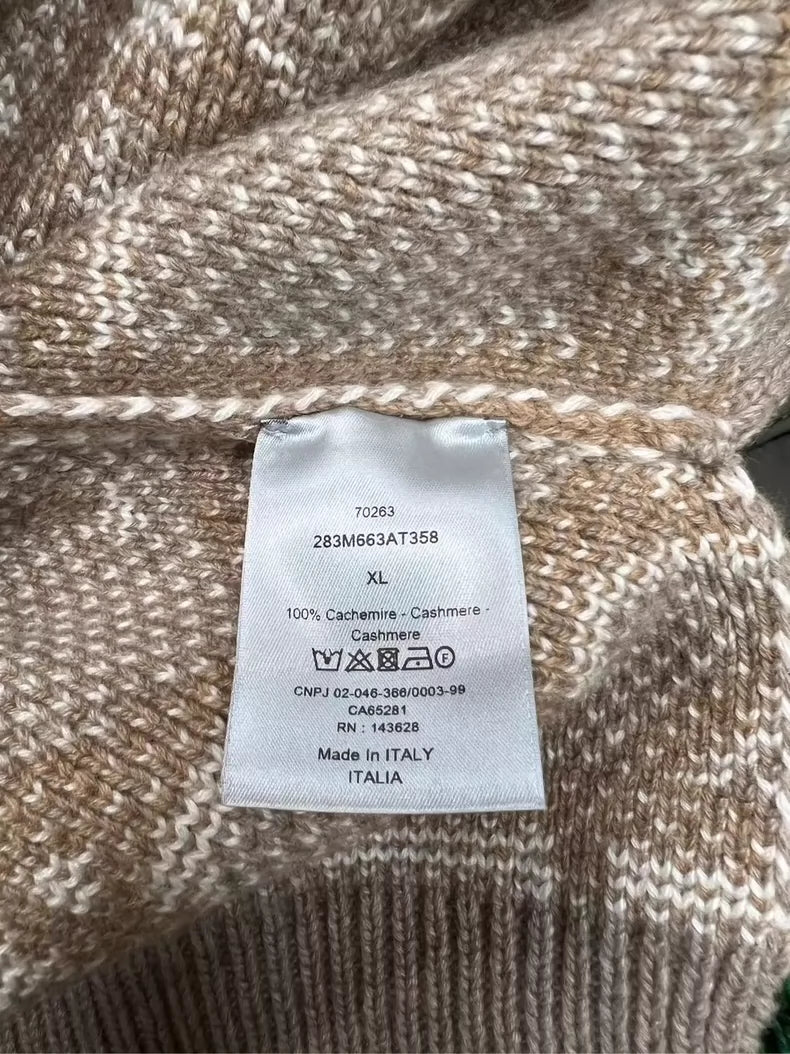 70263
283M663AT358
XL
100% Cachemire - Cashmere -
Cashmere
F
CNPJ 02-046-366/0003-99
CA65281
RN : 143628
Made In ITALY
ITALIA